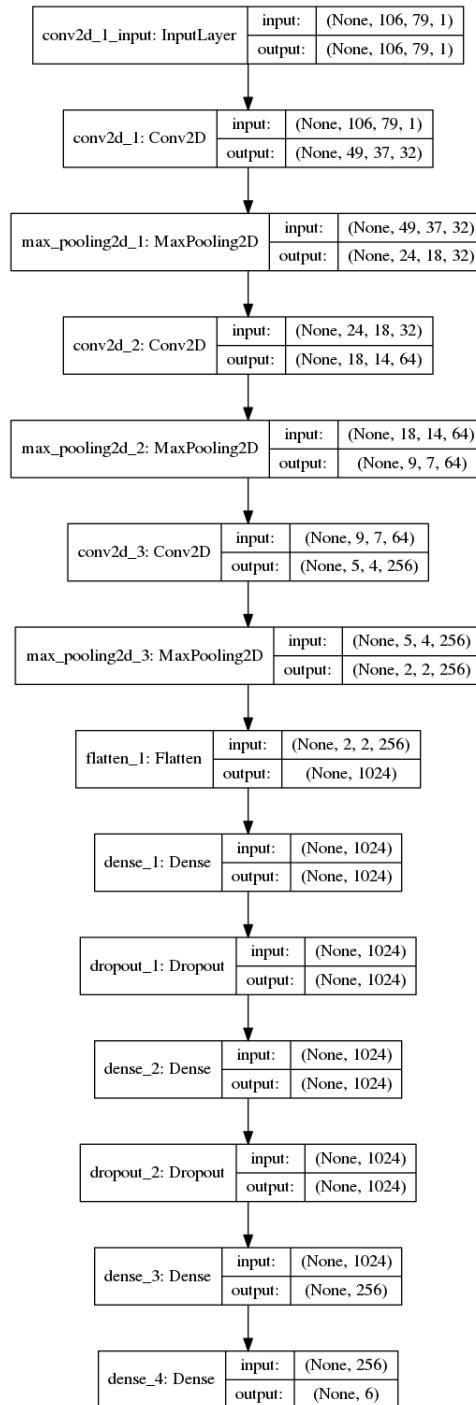 conv2d_1_input: InputLayer
input: (None, 106, 79, 1)
output: (None, 106, 79, 1)
conv2d_1: Conv2D
input: (None, 106, 79, 1)
output: (None, 49, 37, 32)
max_pooling2d_1: MaxPooling2D
input: (None, 49, 37, 32)
output: (None, 24, 18, 32)
conv2d_2: Conv2D
input: (None, 24, 18, 32)
output: (None, 18, 14, 64)
max_pooling2d_2: MaxPooling2D
input: (None, 18, 14, 64)
output: (None, 9, 7, 64)
conv2d_3: Conv2D
input: (None, 9, 7, 64)
output: (None, 5, 4, 256)
max_pooling2d_3: MaxPooling2D
input: (None, 5, 4, 256)
output: (None, 2, 2, 256)
flatten_1: Flatten
input: (None, 2, 2, 256)
output: (None, 1024)
dense_1: Dense
input: (None, 1024)
output: (None, 1024)
dropout_1: Dropout
input: (None, 1024)
output: (None, 1024)
dense_2: Dense
input: (None, 1024)
output: (None, 1024)
dropout_2: Dropout
input: (None, 1024)
output: (None, 1024)
dense_3: Dense
input: (None, 1024)
output: (None, 256)
dense_4: Dense
input: (None, 256)
output: (None, 6)